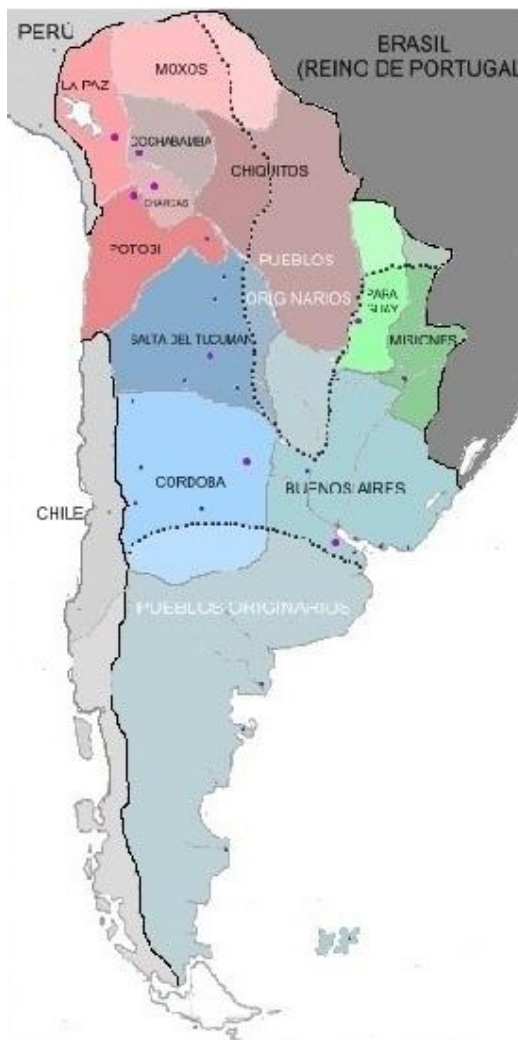 PERÚ
BRASIL
(REINO DE PORTUGAL
MOXOS
LA PAZ
COCHABAMBA
CHIQUITOS
CHARCAS
POTOSI
PUEBLOS
ORIGINARIOS
PARA
GUAY
SALTA DEL TUCUMAN
MISIONES
CORDOBA
BUENOS AIRES
CHILE
PUEBLOS ORIGINARIOS